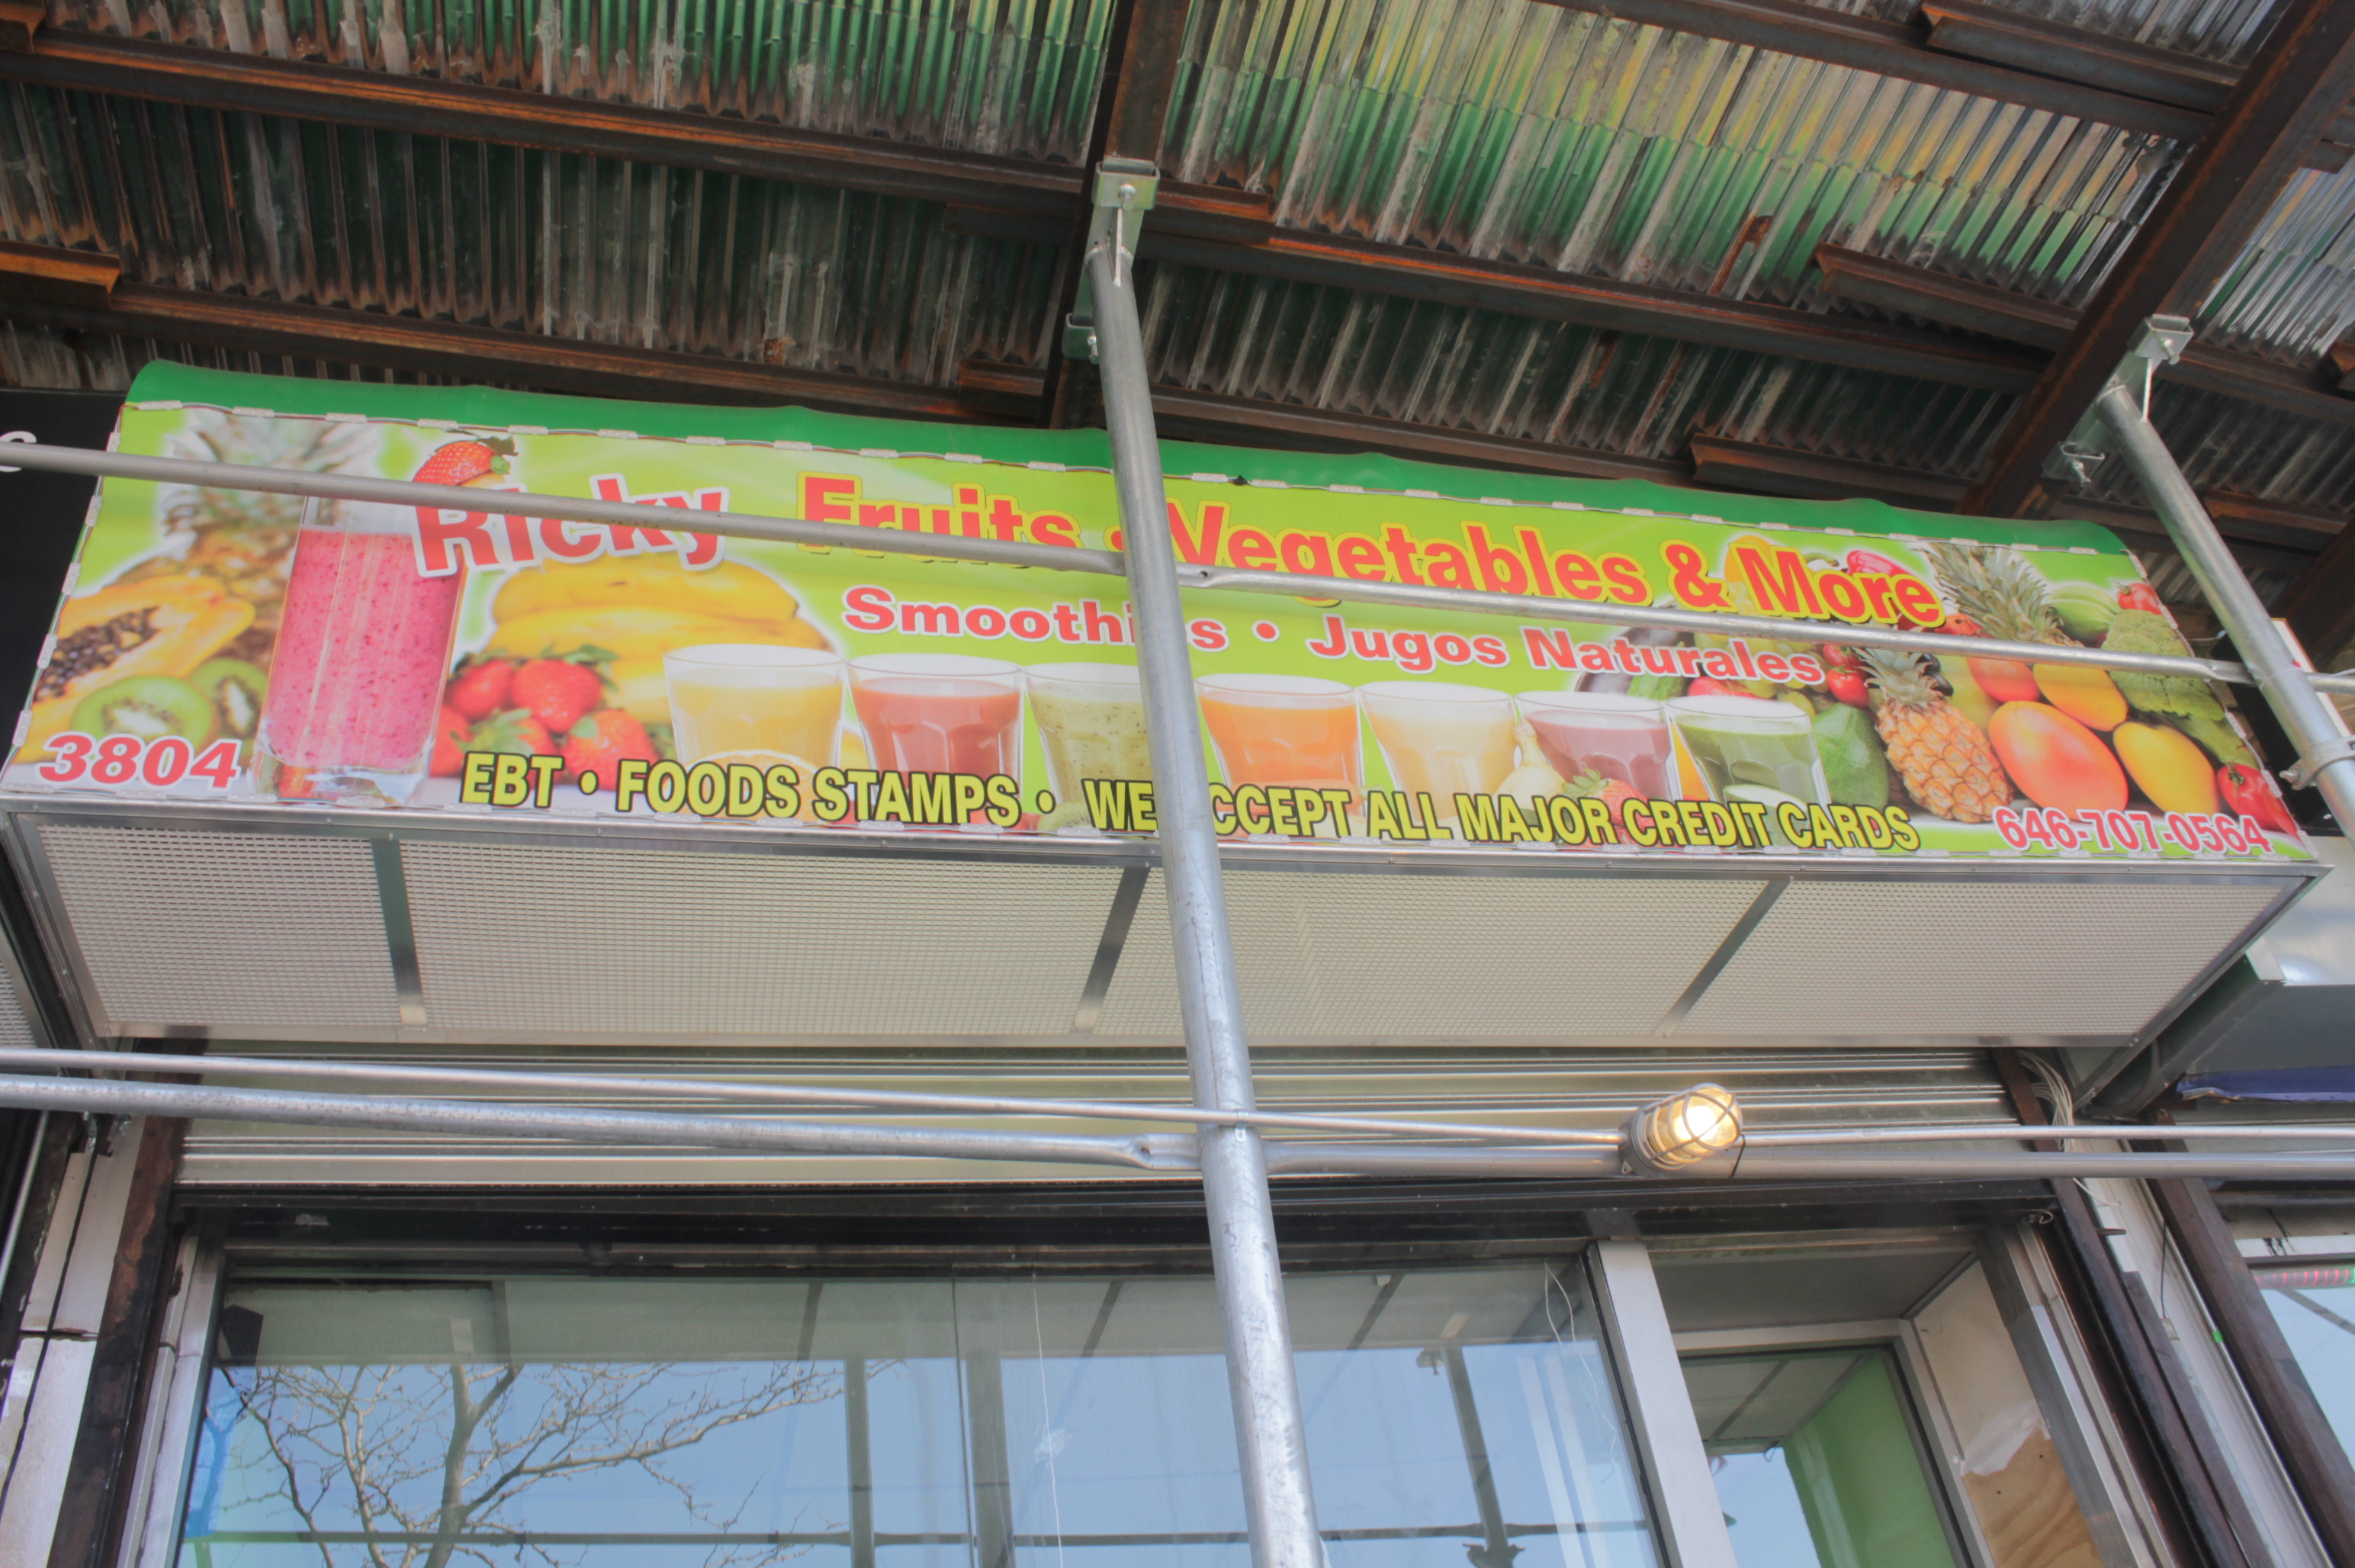 Ricky Fruits • Vegetables & More
Smoothies • Jugos Naturales
3804
EBT • FOODS STAMPS • WE ACCEPT ALL MAJOR CREDIT CARDS
646-707-0564